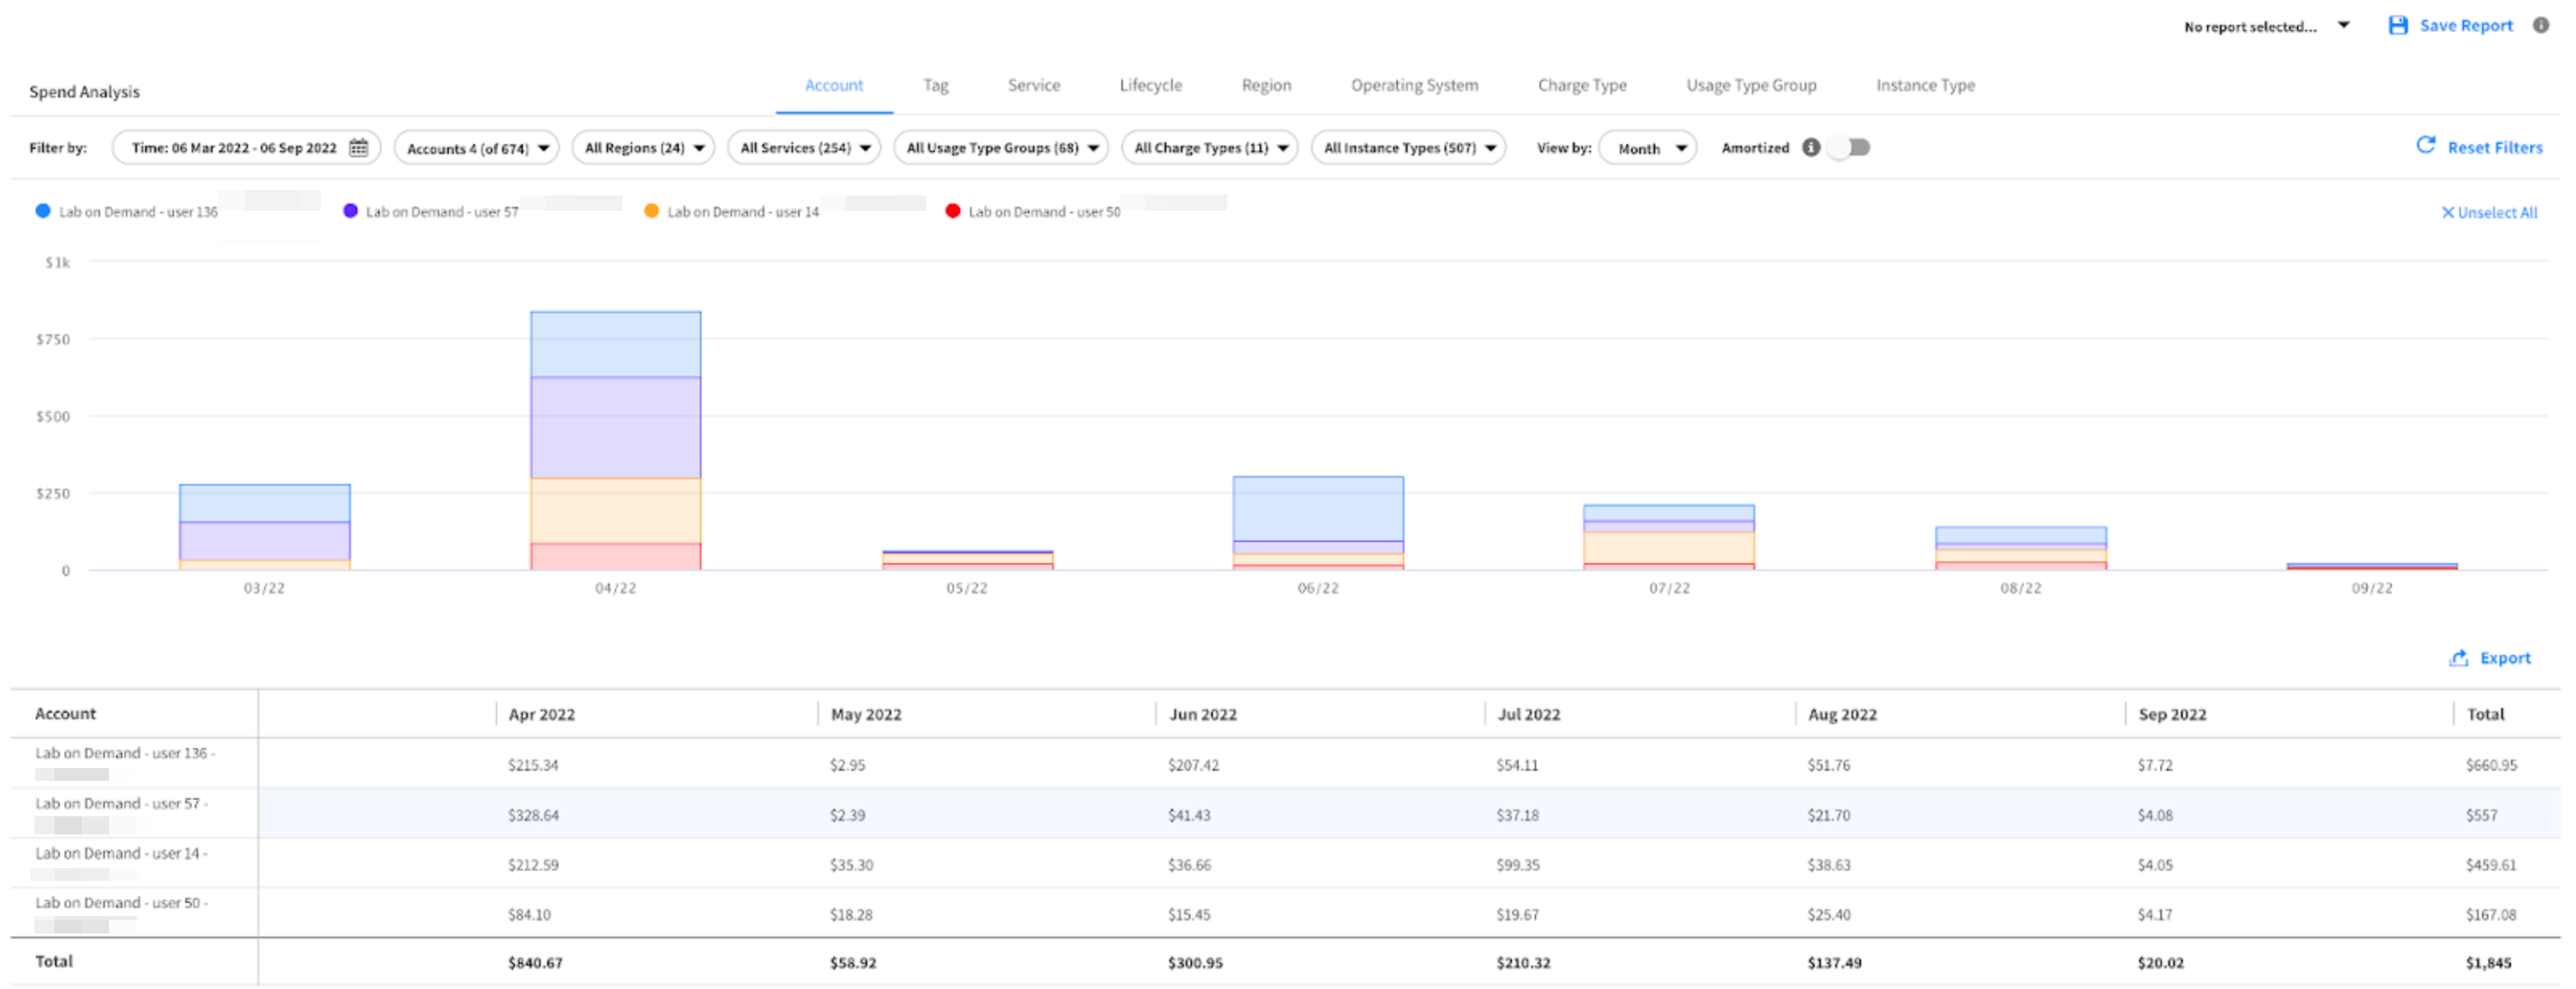 No report selected... Save Report
Spend Analysis Account Tag Service Lifecycle Region Operating System Charge Type Usage Type Group Instance Type
Filter by: Time: 06 Mar 2022 - 06 Sep 2022 Accounts 4 (of 674) All Regions (24) All Services (254) All Usage Type Groups (68) All Charge Types (11) All Instance Types (507) View by: Month Amortized Reset Filters
Lab on Demand - user 136 Lab on Demand - user 57 Lab on Demand - user 14 Lab on Demand - user 50 Unselect All
$1k
$750
$500
$250
0
03/22 04/22 05/22 06/22 07/22 08/22 09/22
Export
Account Apr 2022 May 2022 Jun 2022 Jul 2022 Aug 2022 Sep 2022 Total
Lab on Demand - user 136 - $215.34 $2.95 $207.42 $54.11 $51.76 $7.72 $660.95
Lab on Demand - user 57 - $328.64 $2.39 $41.43 $37.18 $21.70 $4.08 $557
Lab on Demand - user 14 - $212.59 $35.30 $36.66 $99.35 $38.63 $4.05 $459.61
Lab on Demand - user 50 - $84.10 $18.28 $15.45 $19.67 $25.40 $4.17 $167.08
Total $840.67 $58.92 $300.95 $210.32 $137.49 $20.02 $1,845